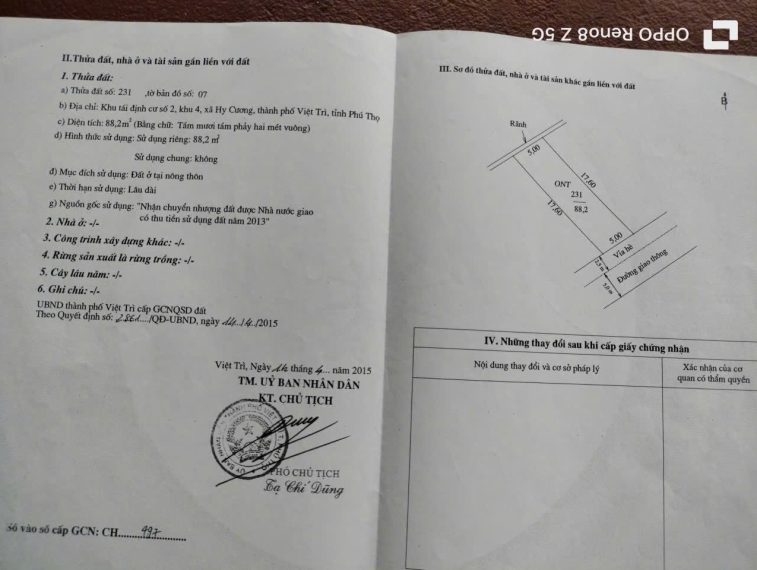 II.Thửa đất, nhà ở và tài sản gắn liền với đất
1. Thửa đất:
a) Thửa đất số: 231 ,tờ bản đồ số: 07
b) Địa chỉ: Khu tái định cư số 2, khu 4, xã Hy Cương, thành phố Việt Trì, tỉnh Phú Thọ
c) Diện tích: 88,2m² (Bằng chữ: Tám mươi tám phảy hai mét vuông)
d) Hình thức sử dụng: Sử dụng riêng: 88,2 m²
Sử dụng chung: không
đ) Mục đích sử dụng: Đất ở tại nông thôn
e) Thời hạn sử dụng: Lâu dài
g) Nguồn gốc sử dụng: "Nhận chuyển nhượng đất được Nhà nước giao
có thu tiền sử dụng đất năm 2013"
2. Nhà ở: -/-
3. Công trình xây dựng khác: -/-
4. Rừng sản xuất là rừng trồng: -/-
5. Cây lâu năm: -/-
6. Ghi chú: -/-
UBND thành phố Việt Trì cấp GCNQSD đất
Theo Quyết định số: /QĐ-UBND, ngày 14/4/2015
Việt Trì, Ngày 14 tháng 4... năm 2015
TM. UỶ BAN NHÂN DÂN
KT. CHỦ TỊCH
PHÓ CHỦ TỊCH
Tạ Chí Dũng
Số vào sổ cấp GCN: CH.....997.......
OPPO Reno8 Z 5G
III. Sơ đồ thửa đất, nhà ở và tài sản khác gắn liền với đất
B
Rãnh
5,00
17,60
ONT
231
88,2
17,60
5,00
Vỉa hè
Đường giao thông
5,0 m
IV. Những thay đổi sau khi cấp giấy chứng nhận
Nội dung thay đổi và cơ sở pháp lý
Xác nhận của cơ
quan có thẩm quyền